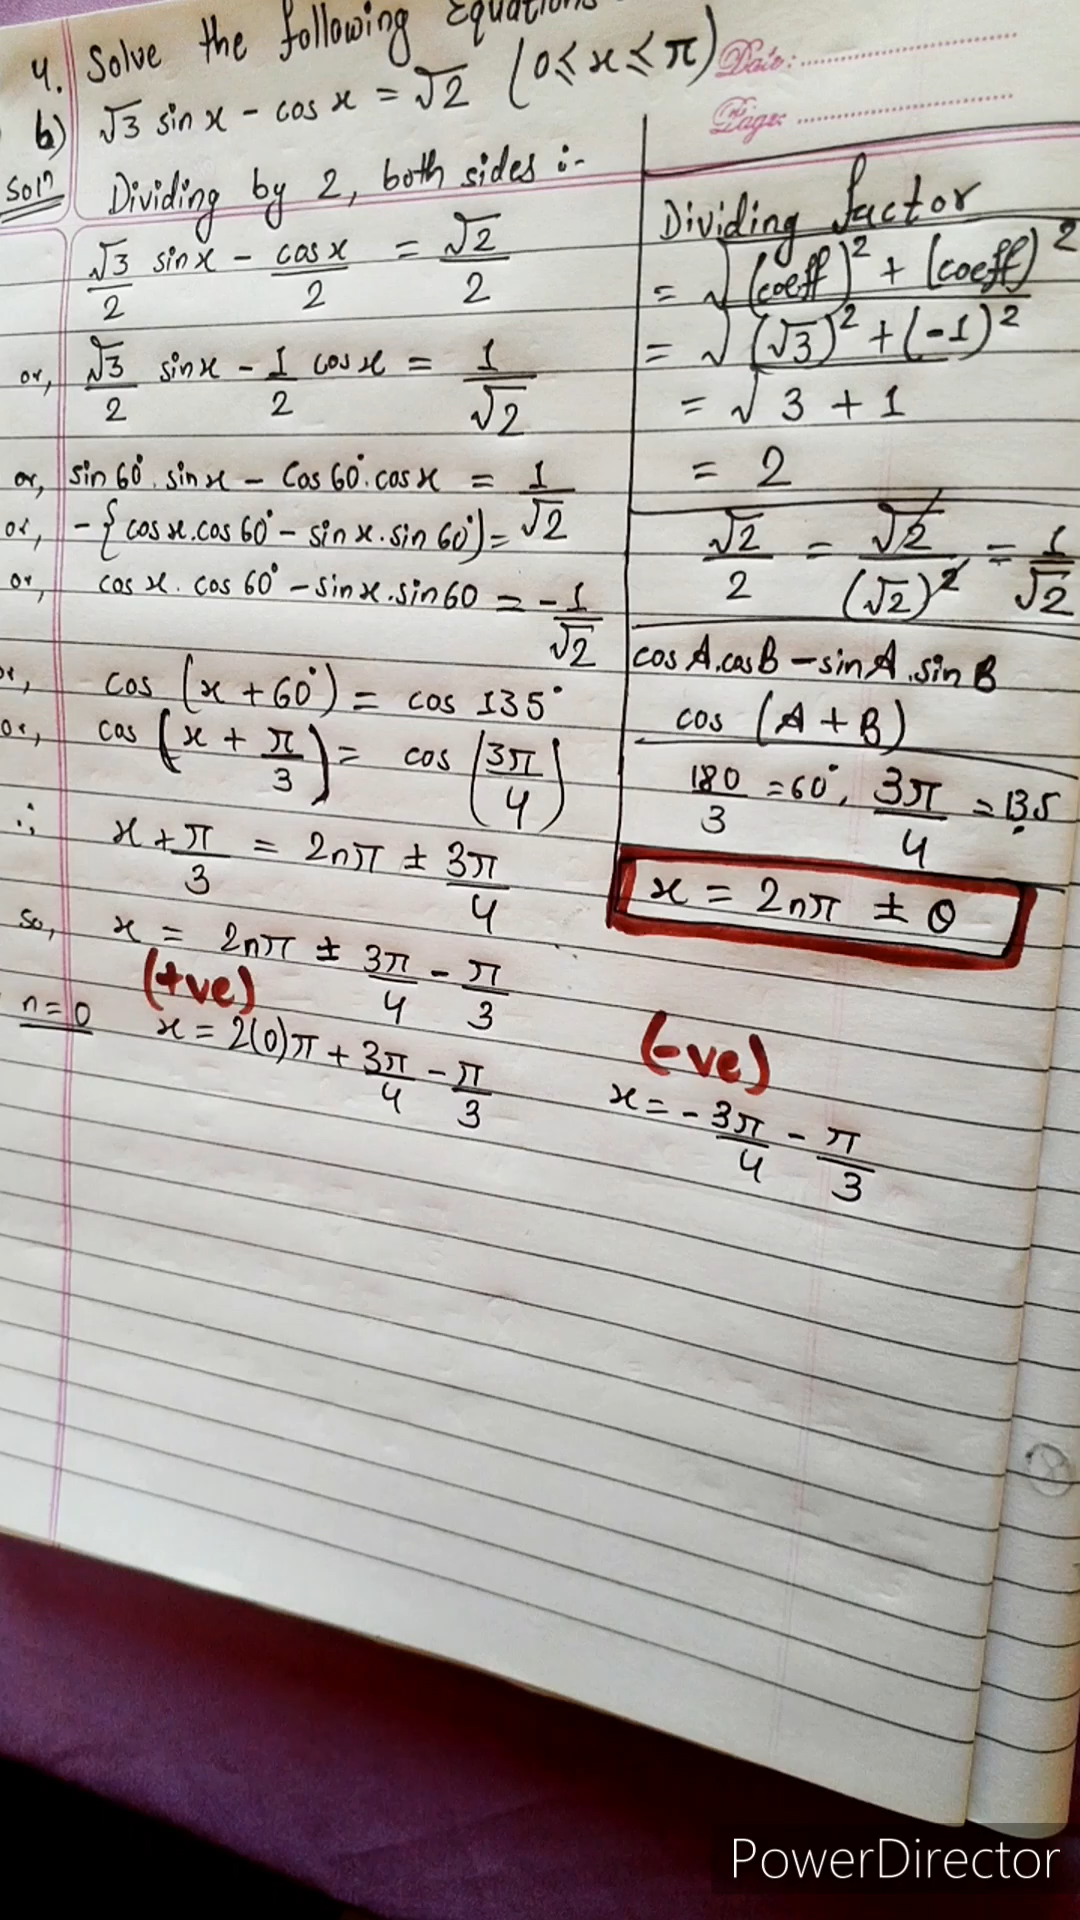 4. Solve the following Equations
Date:
Page:
b) √3 sin x - cos x = √2 (0 ≤ x ≤ π)
Soln Dividing by 2, both sides :-
√3/2 sin x - cos x/2 = √2/2
or, √3/2 sin x - 1/2 cos x = 1/√2
or, sin 60°. sin x - Cos 60°. cos x = 1/√2
or, -{cos x. cos 60° - sin x. sin 60°} = 1/√2
or, cos x. cos 60° - sin x. sin 60 = -1/√2
or, cos (x + 60°) = cos 135°
or, cos (x + π/3) = cos (3π/4)
∴ x + π/3 = 2nπ ± 3π/4
so, x = 2nπ ± 3π/4 - π/3
(+ve)
n=0 x = 2(0)π + 3π/4 - π/3
Dividing factor
= √(coeff)² + (coeff)²
= √(√3)² + (-1)²
= √3 + 1
= 2
√2/2 = √2/(√2)² = 1/√2
cos A. cos B - sin A. sin B
cos (A + B)
180/3 = 60°, 3π/4 = 135
x = 2nπ ± θ
(-ve)
x = - 3π/4 - π/3
PowerDirector